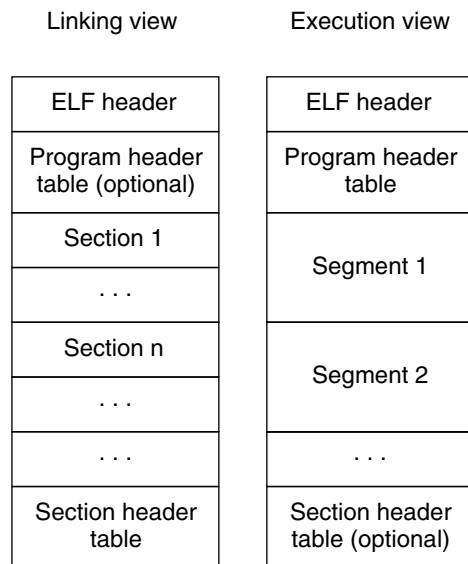 Linking view
ELF header
Program header
table (optional)
Section 1
. . .
Section n
. . .
. . .
Section header
table
Execution view
ELF header
Program header
table
Segment 1
Segment 2
. . .
Section header
table (optional)